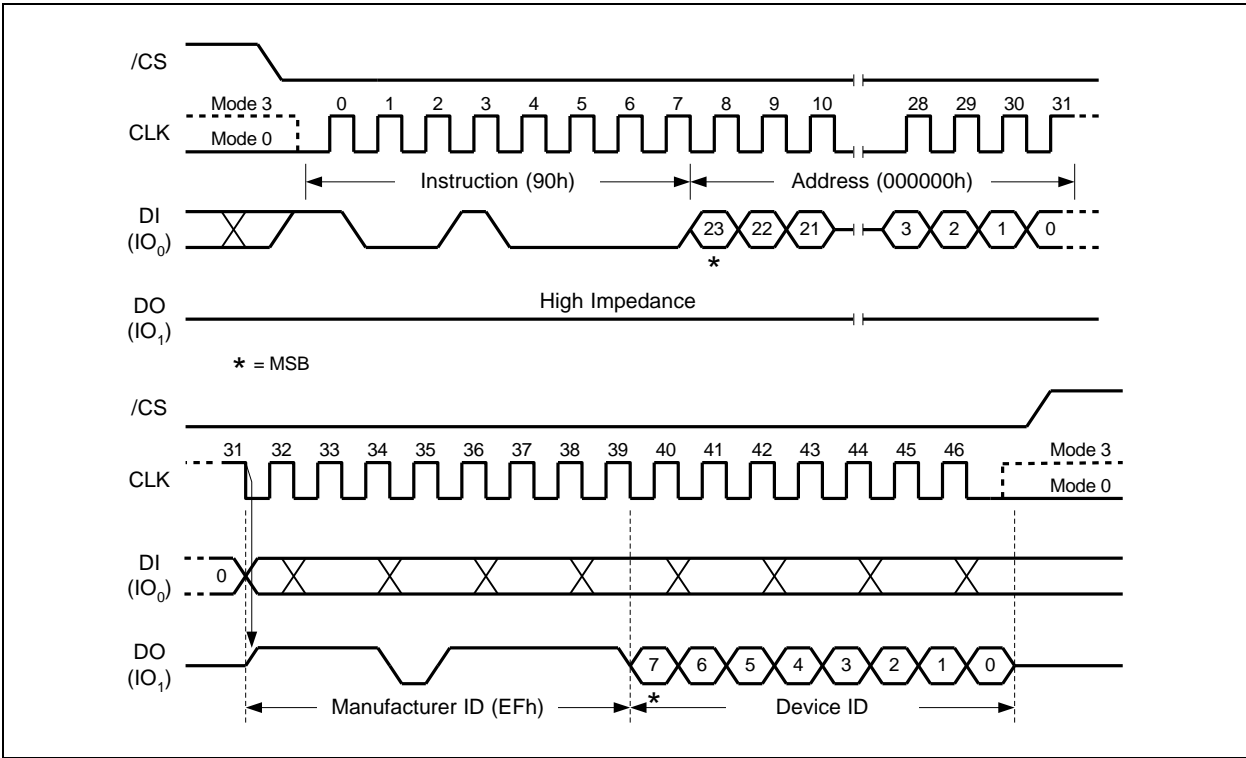 /CS
Mode 3 0 1 2 3 4 5 6 7 8 9 10 28 29 30 31
CLK
Mode 0
Instruction (90h) Address (000000h)
DI
(IO0) 23 22 21 3 2 1 0
*
High Impedance
DO
(IO1)
* = MSB
/CS
31 32 33 34 35 36 37 38 39 40 41 42 43 44 45 46 Mode 3
CLK
Mode 0
DI
(IO0) 0
DO
(IO1) 7 6 5 4 3 2 1 0
*
Manufacturer ID (EFh) Device ID